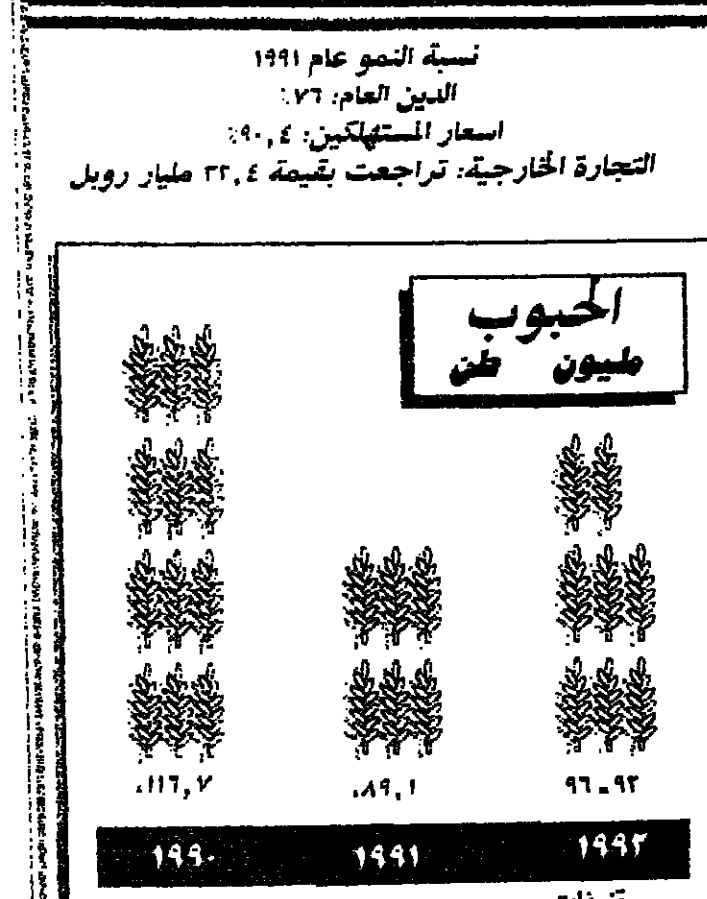 نسبة النمو عام ١٩٩١
الدين العام: ٧٦٪
اسعار المستهلكين: ٩٠,٤٪
التجارة الخارجية: تراجعت بقيمة ٢٢,٤ مليار روبل
الحبوب
مليون طن
٩٢-٩٦
٨٩,١
١١٦,٧
١٩٩٢
١٩٩١
١٩٩٠